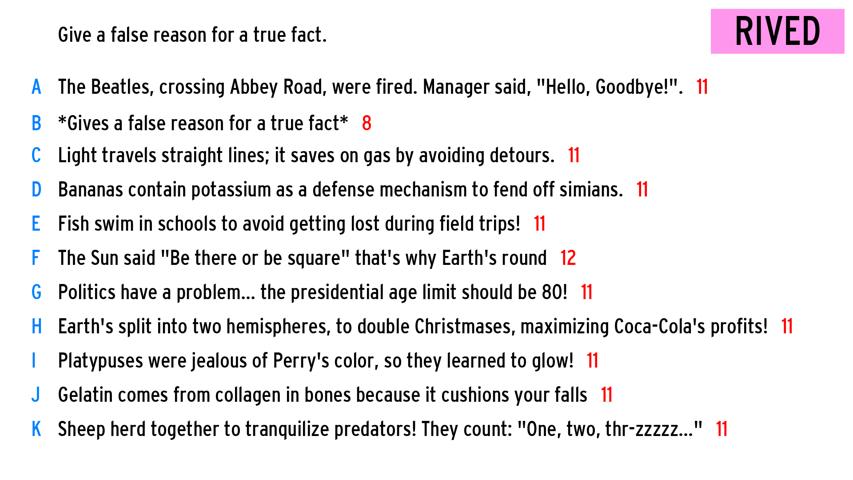 Give a false reason for a true fact.
RIVED
A The Beatles, crossing Abbey Road, were fired. Manager said, "Hello, Goodbye!". 11
B *Gives a false reason for a true fact* 8
C Light travels straight lines; it saves on gas by avoiding detours. 11
D Bananas contain potassium as a defense mechanism to fend off simians. 11
E Fish swim in schools to avoid getting lost during field trips! 11
F The Sun said "Be there or be square" that's why Earth's round 12
G Politics have a problem... the presidential age limit should be 80! 11
H Earth's split into two hemispheres, to double Christmases, maximizing Coca-Cola's profits! 11
I Platypuses were jealous of Perry's color, so they learned to glow! 11
J Gelatin comes from collagen in bones because it cushions your falls 11
K Sheep herd together to tranquilize predators! They count: "One, two, thr-zzzzz..." 11